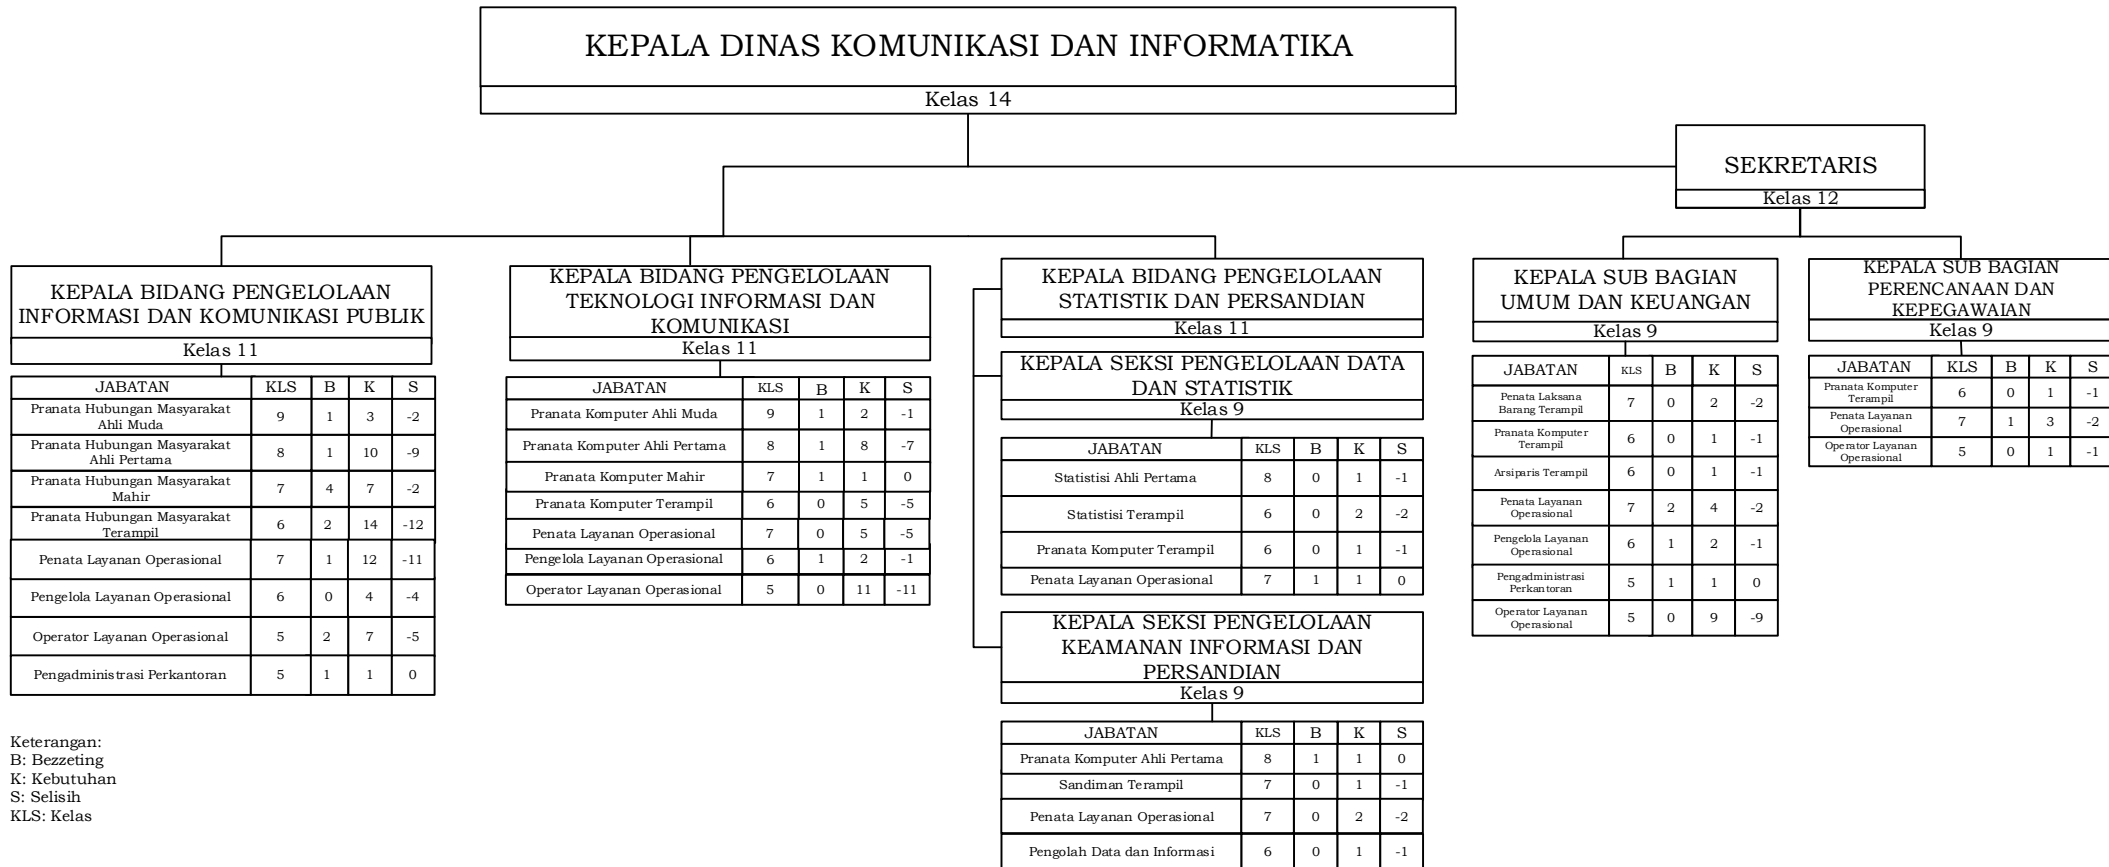 KEPALA DINAS KOMUNIKASI DAN INFORMATIKA
Kelas 14
SEKRETARIS
Kelas 12
KEPALA BIDANG PENGELOLAAN
INFORMASI DAN KOMUNIKASI PUBLIK
Kelas 11
JABATAN KLS B K S
Pranata Hubungan Masyarakat
Ahli Muda 9 1 3 -2
Pranata Hubungan Masyarakat
Ahli Pertama 8 1 10 -9
Pranata Hubungan Masyarakat
Mahir 7 4 7 -2
Pranata Hubungan Masyarakat
Terampil 6 2 14 -12
Penata Layanan Operasional 7 1 12 -11
Pengelola Layanan Operasional 6 0 4 -4
Operator Layanan Operasional 5 2 7 -5
Pengadministrasi Perkantoran 5 1 1 0
KEPALA BIDANG PENGELOLAAN
TEKNOLOGI INFORMASI DAN
KOMUNIKASI
Kelas 11
JABATAN KLS B K S
Pranata Komputer Ahli Muda 9 1 2 -1
Pranata Komputer Ahli Pertama 8 1 8 -7
Pranata Komputer Mahir 7 1 1 0
Pranata Komputer Terampil 6 0 5 -5
Penata Layanan Operasional 7 0 5 -5
Pengelola Layanan Operasional 6 1 2 -1
Operator Layanan Operasional 5 0 11 -11
KEPALA BIDANG PENGELOLAAN
STATISTIK DAN PERSANDIAN
Kelas 11
KEPALA SEKSI PENGELOLAAN DATA
DAN STATISTIK
Kelas 9
JABATAN KLS B K S
Statistisi Ahli Pertama 8 0 1 -1
Statistisi Terampil 6 0 2 -2
Pranata Komputer Terampil 6 0 1 -1
Penata Layanan Operasional 7 1 1 0
KEPALA SEKSI PENGELOLAAN
KEAMANAN INFORMASI DAN
PERSANDIAN
Kelas 9
JABATAN KLS B K S
Pranata Komputer Ahli Pertama 8 1 1 0
Sandiman Terampil 7 0 1 -1
Penata Layanan Operasional 7 0 2 -2
Pengolah Data dan Informasi 6 0 1 -1
KEPALA SUB BAGIAN
UMUM DAN KEUANGAN
Kelas 9
JABATAN KLS B K S
Penata Laksana
Barang Terampil 7 0 2 -2
Pranata Komputer
Terampil 6 0 1 -1
Arsiparis Terampil 6 0 1 -1
Penata Layanan
Operasional 7 2 4 -2
Pengelola Layanan
Operasional 6 1 2 -1
Pengadministrasi
Perkantoran 5 1 1 0
Operator Layanan
Operasional 5 0 9 -9
KEPALA SUB BAGIAN
PERENCANAAN DAN
KEPEGAWAIAN
Kelas 9
JABATAN KLS B K S
Pranata Komputer
Terampil 6 0 1 -1
Penata Layanan
Operasional 7 1 3 -2
Operator Layanan
Operasional 5 0 1 -1
Keterangan:
B: Bezzeting
K: Kebutuhan
S: Selisih
KLS: Kelas